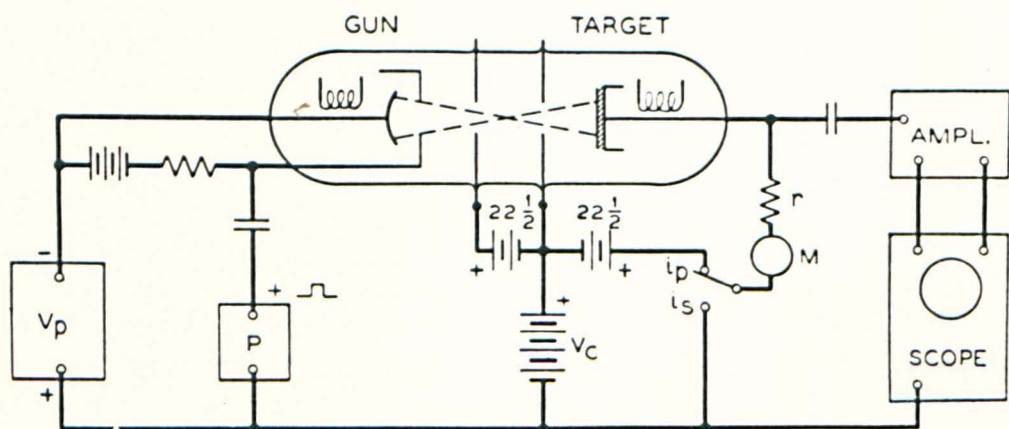 GUN TARGET
AMPL.
22 1/2 22 1/2
+ +
r
M
ip
is
- + +
Vp
P
Vc
SCOPE
+